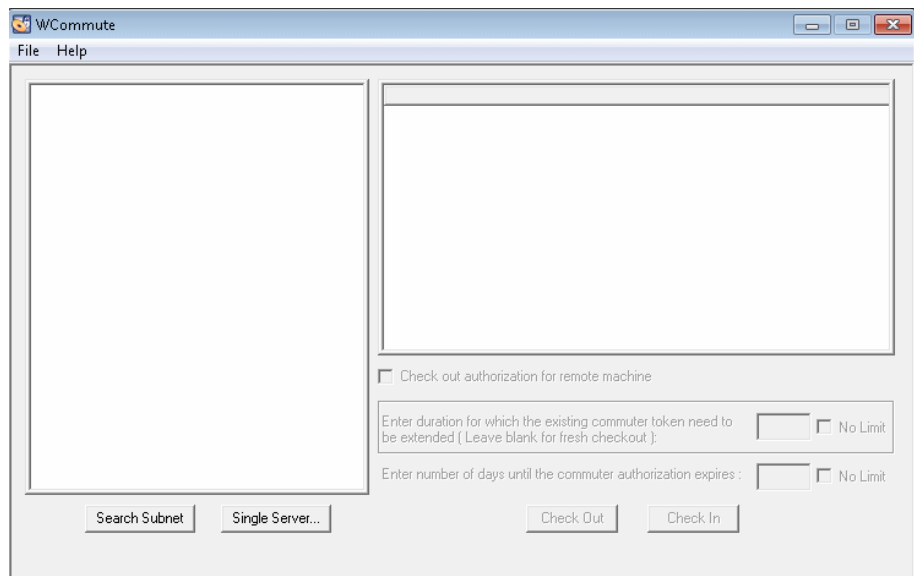 WCommute
File Help
Check out authorization for remote machine
Enter duration for which the existing commuter token need to
be extended ( Leave blank for fresh checkout ):
No Limit
Enter number of days until the commuter authorization expires :
No Limit
Search Subnet
Single Server...
Check Out
Check In